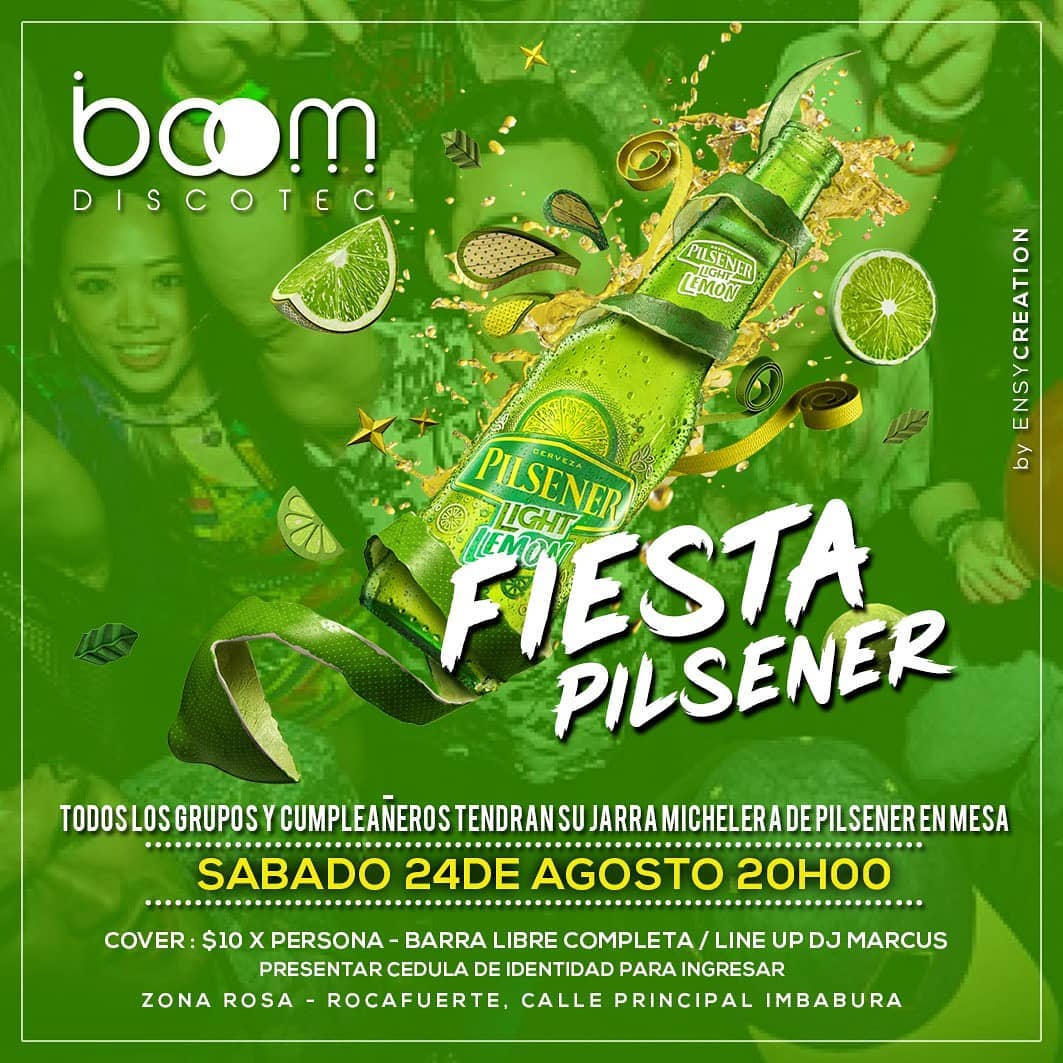 boom
DISCOTEC
PILSENER
LIGHT
LEMON
CERVEZA
PILSENER
LIGHT
LEMON
by ENSYCREATION
FIESTA
PILSENER
TODOS LOS GRUPOS Y CUMPLEAÑEROS TENDRAN SU JARRA MICHELERA DE PILSENER EN MESA
SABADO 24DE AGOSTO 20H00
COVER : $10 X PERSONA - BARRA LIBRE COMPLETA / LINE UP DJ MARCUS
PRESENTAR CEDULA DE IDENTIDAD PARA INGRESAR
ZONA ROSA - ROCAFUERTE, CALLE PRINCIPAL IMBABURA